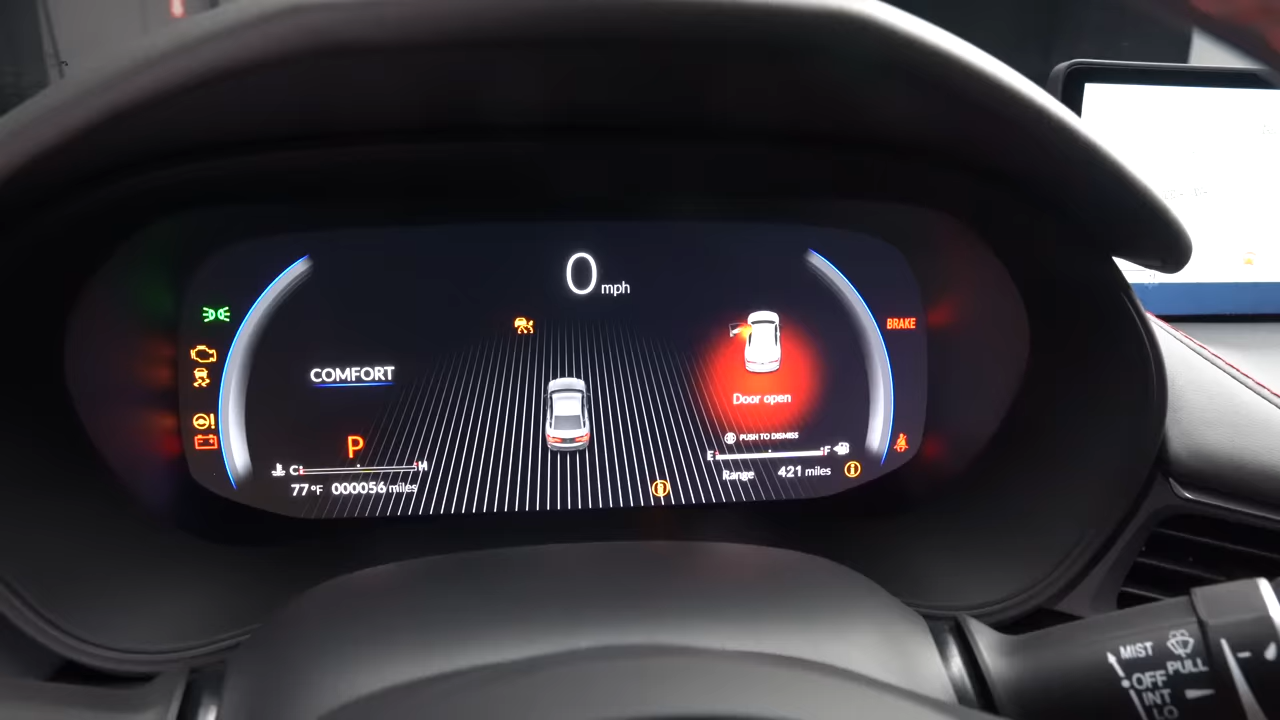 0 mph
BRAKE
COMFORT
Door open
P
PUSH TO DISMISS
C H
E F
Range 421 miles
77°F 000056 miles
MIST
PULL
OFF
INT
LO